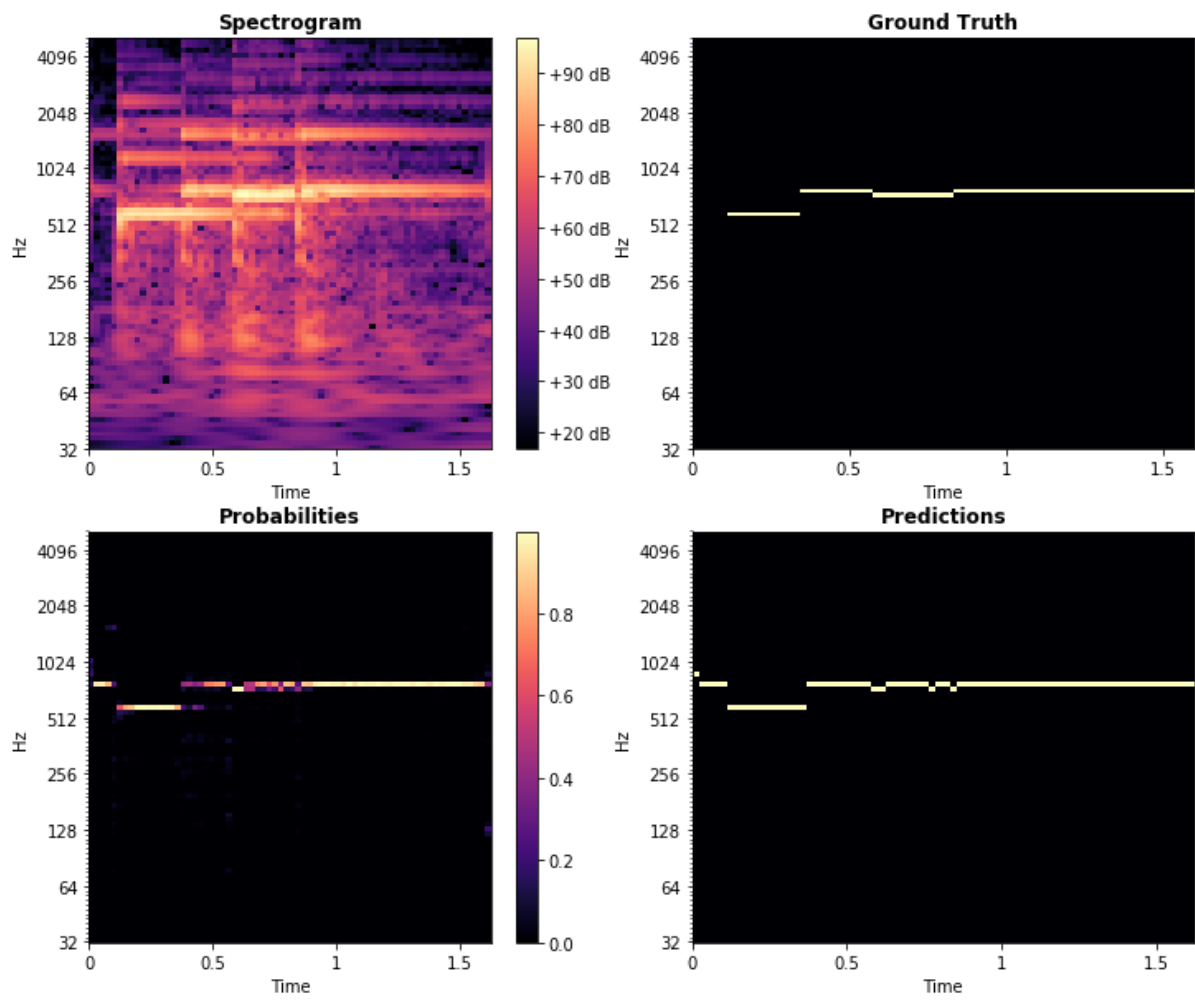 Spectrogram
4096
2048
1024
512
256
128
64
32
Hz
0
0.5
1
1.5
Time
+90 dB
+80 dB
+70 dB
+60 dB
+50 dB
+40 dB
+30 dB
+20 dB
Ground Truth
4096
2048
1024
512
256
128
64
32
Hz
0
0.5
1
1.5
Time
Probabilities
4096
2048
1024
512
256
128
64
32
Hz
0
0.5
1
1.5
Time
0.8
0.6
0.4
0.2
0.0
Predictions
4096
2048
1024
512
256
128
64
32
Hz
0
0.5
1
1.5
Time